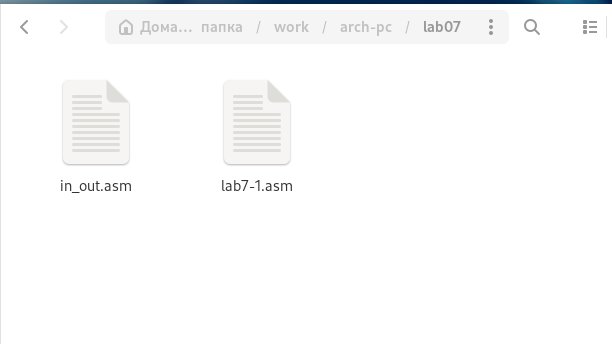 Дома… папка / work / arch-pc / lab07
in_out.asm lab7-1.asm